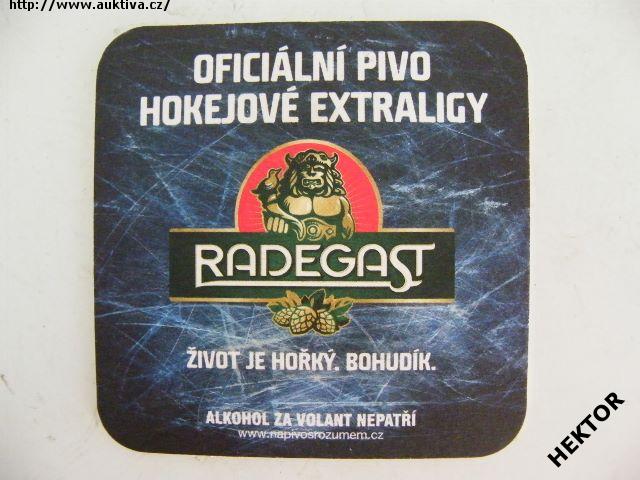 http://www.auktiva.cz/
OFICIÁLNÍ PIVO
HOKEJOVÉ EXTRALIGY
RADEGAST
ŽIVOT JE HOŘKÝ. BOHUDÍK.
ALKOHOL ZA VOLANT NEPATŘÍ
www.napivosrozumem.cz
HEKTOR